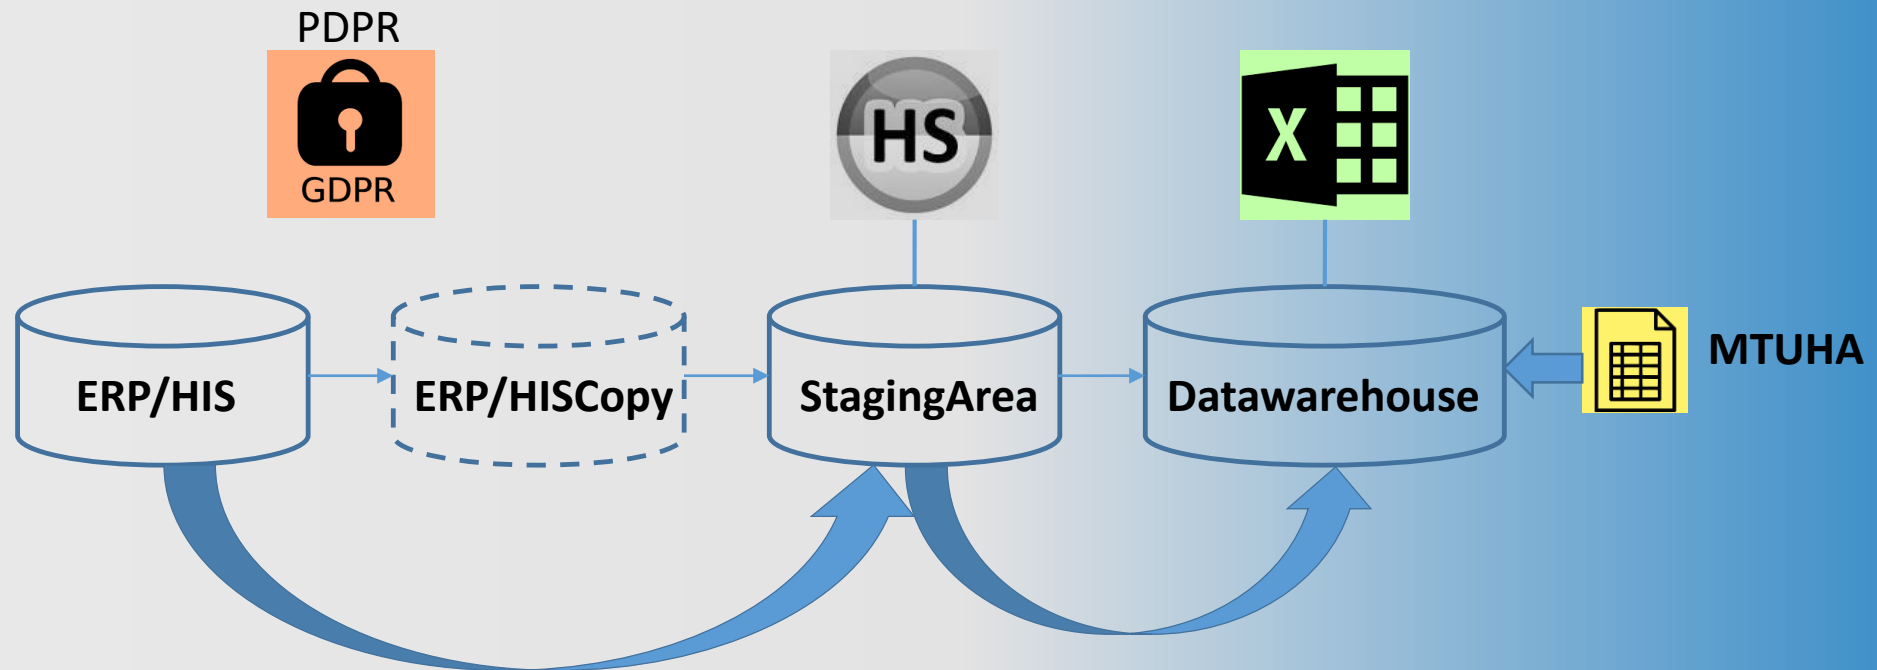 PDPR
GDPR
HS
X
ERP/HIS
ERP/HISCopy
StagingArea
Datawarehouse
MTUHA